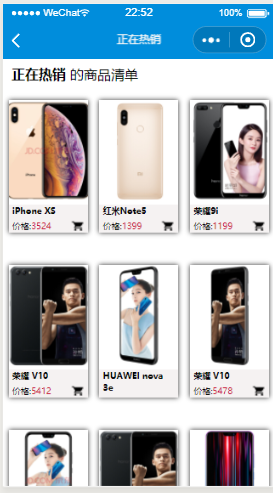 WeChat 22:52 100%
正在热销
正在热销 的商品清单
iPhone XS
价格:3524
红米Note5
价格:1399
荣耀9i
价格:1199
荣耀 V10
价格:5412
HUAWEI nova
3e
荣耀 V10
价格:5478